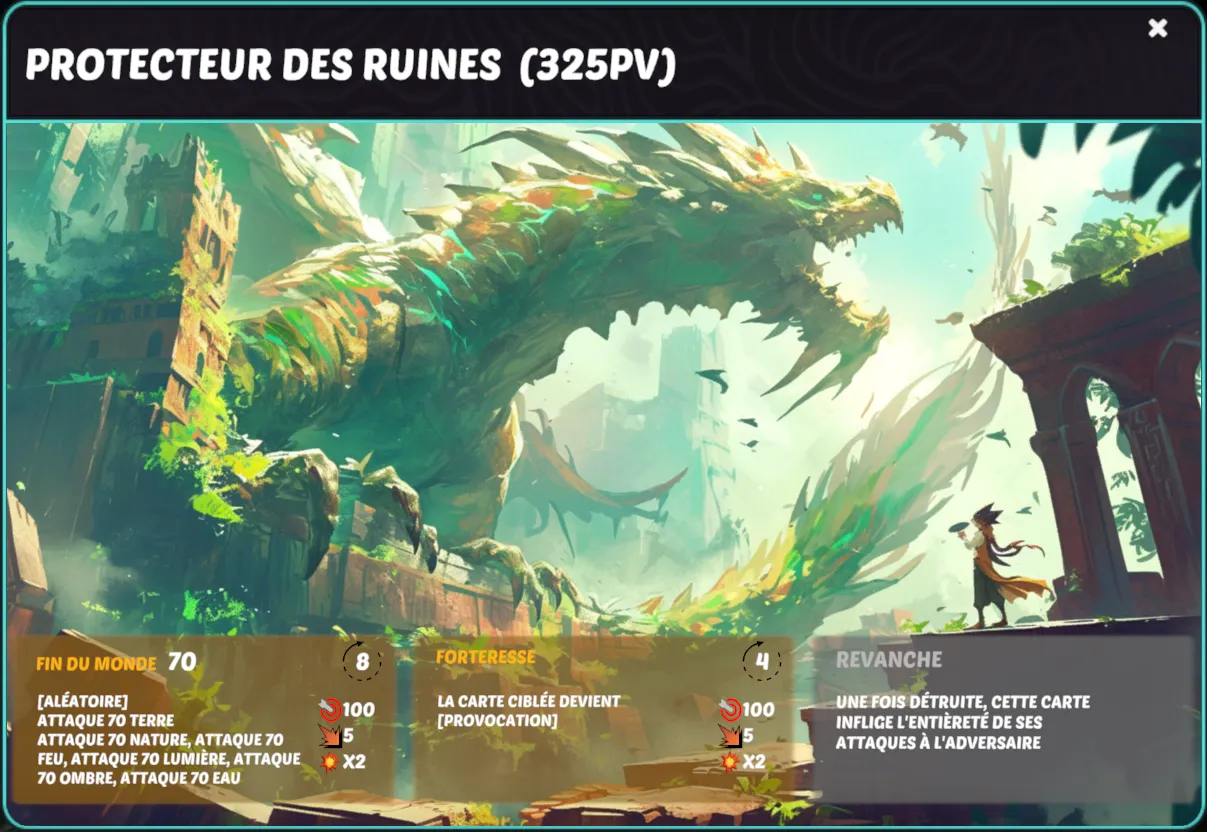 PROTECTEUR DES RUINES (325PV)
FIN DU MONDE 70
8
[ALÉATOIRE]
ATTAQUE 70 TERRE
ATTAQUE 70 NATURE, ATTAQUE 70
FEU, ATTAQUE 70 LUMIÈRE, ATTAQUE
70 OMBRE, ATTAQUE 70 EAU
100
5
X2
FORTERESSE
4
LA CARTE CIBLÉE DEVIENT
[PROVOCATION]
100
5
X2
REVANCHE
UNE FOIS DÉTRUITE, CETTE CARTE
INFLIGE L'ENTIÈRETÉ DE SES
ATTAQUES À L'ADVERSAIRE